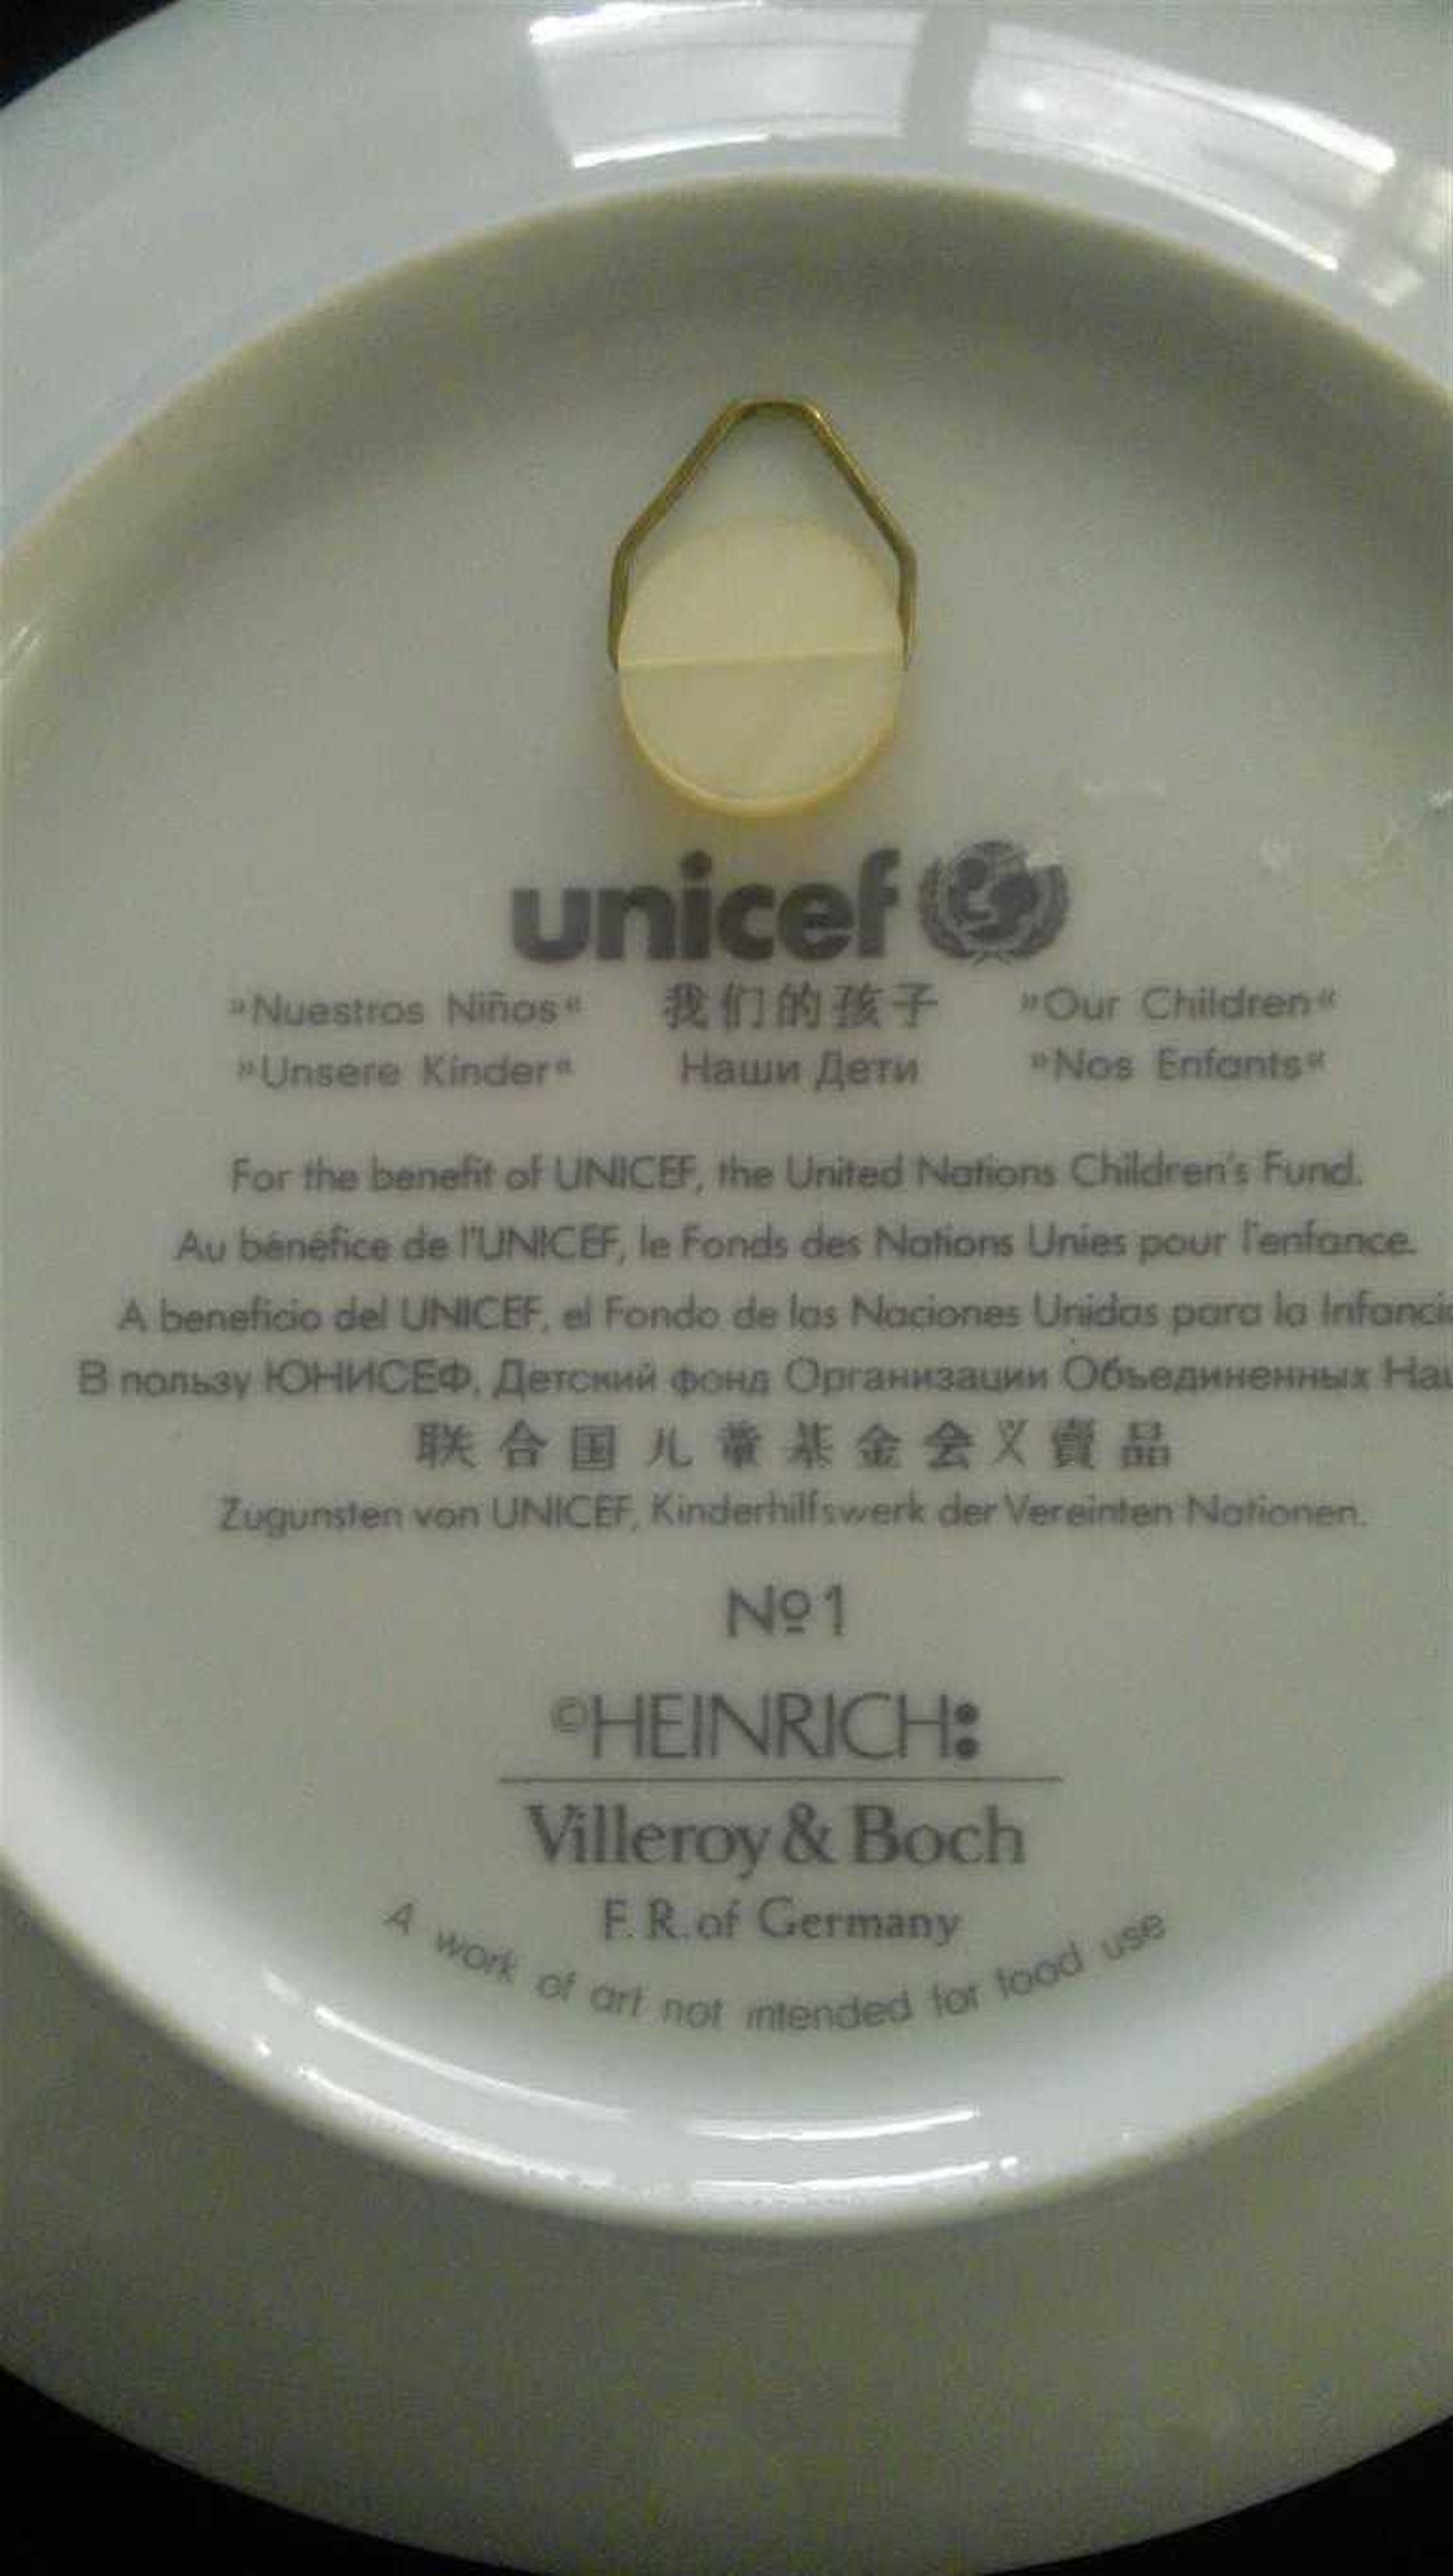 unicef
»Nuestros Niños« 我们的孩子 »Our Children«
»Unsere Kinder« Наши Дети »Nos Enfants«
For the benefit of UNICEF, the United Nations Children's Fund.
Au bénéfice de l'UNICEF, le Fonds des Nations Unies pour l'enfance.
A beneficio del UNICEF, el Fondo de las Naciones Unidas para la Infanci
В пользу ЮНИСЕФ, Детский фонд Организации Объединенных На
联合国儿童基金会义賣品
Zugunsten von UNICEF, Kinderhilfswerk der Vereinten Nationen.
Nº1
©HEINRICH:
Villeroy & Boch
F. R. of Germany
A work of art not intended for food use